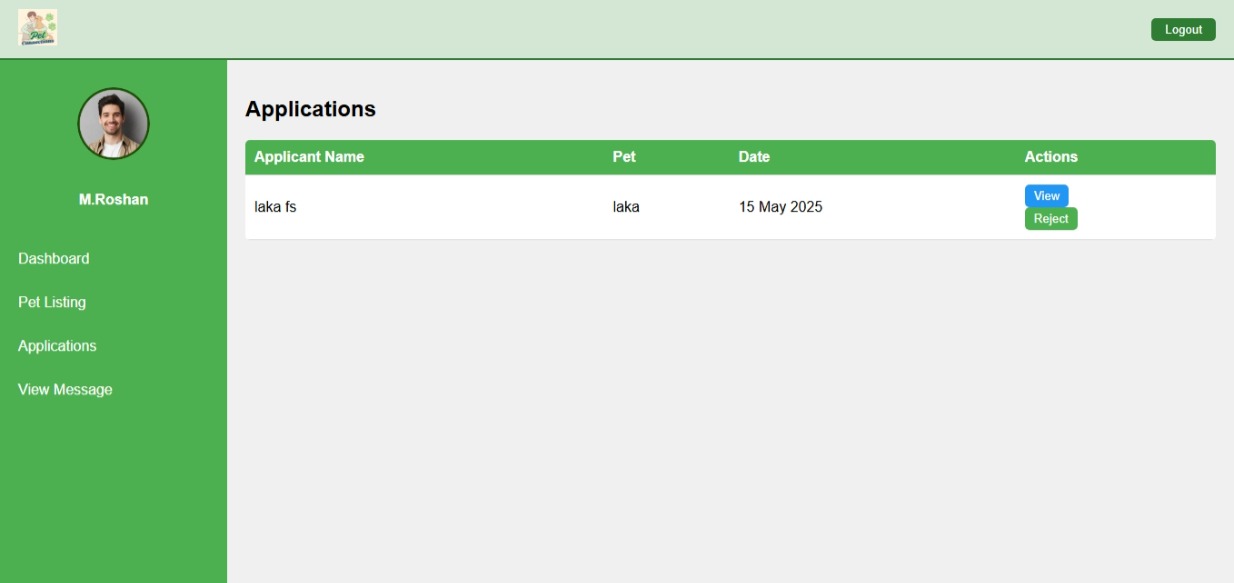 Pet
Logout
M.Roshan
Dashboard
Pet Listing
Applications
View Message
Applications
Applicant Name Pet Date Actions
laka fs laka 15 May 2025 View
Reject